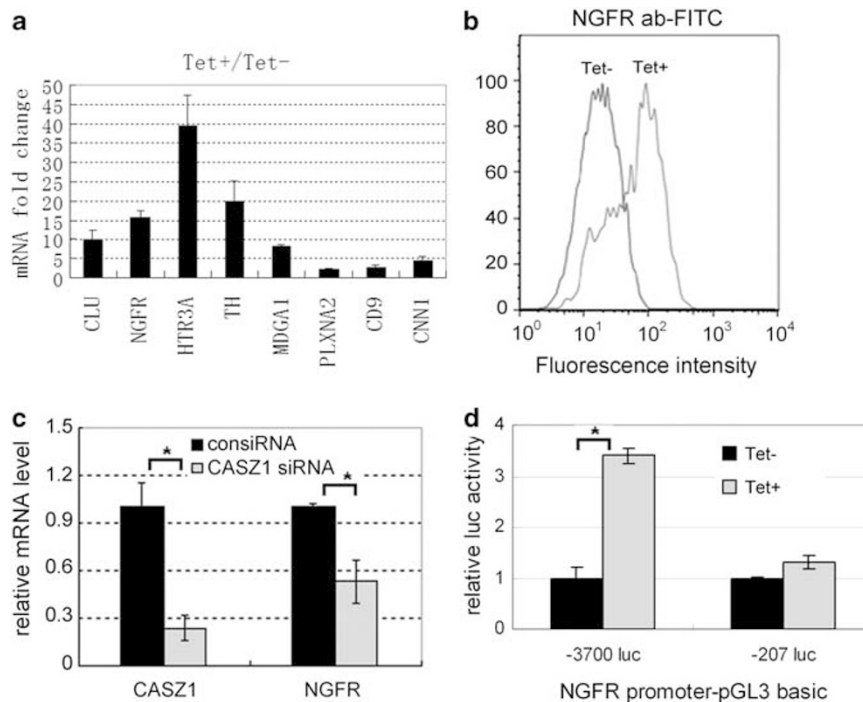 a
Tet+/Tet-
mRNA fold change
50
45
40
35
30
25
20
15
10
5
0
CLU
NGFR
HTR3A
TH
MDGA1
PLXNA2
CD9
CNN1
b
NGFR ab-FITC
Tet-
Tet+
100
80
60
40
20
0
10^0
10^1
10^2
10^3
10^4
Fluorescence intensity
c
relative mRNA level
1.5
1.2
0.9
0.6
0.3
0
consiRNA
CASZ1 siRNA
*
*
CASZ1
NGFR
d
relative luc activity
4
3
2
1
0
*
Tet-
Tet+
-3700 luc
-207 luc
NGFR promoter-pGL3 basic